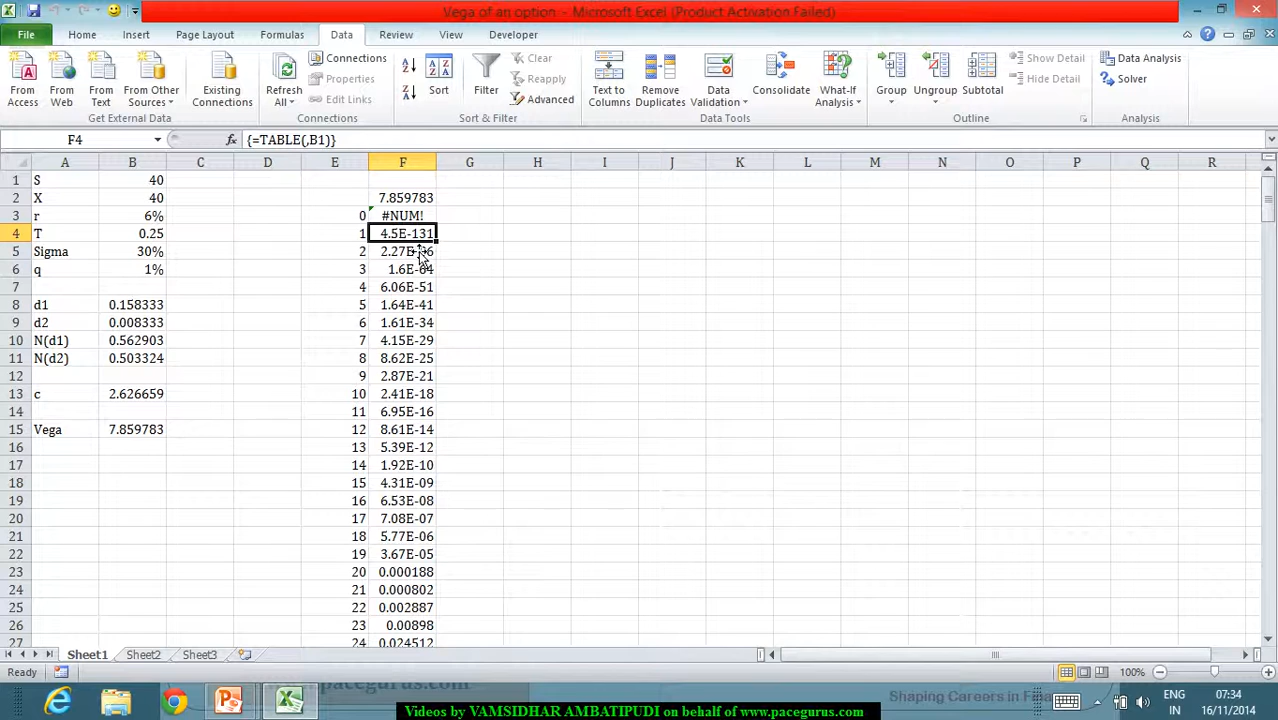 Vega of an option - Microsoft Excel (Product Activation Failed)
File Home Insert Page Layout Formulas Data Review View Developer
From Access From Web From Text From Other Sources Existing Connections Refresh All Connections Properties Edit Links Sort Filter Clear Reapply Advanced Text to Columns Remove Duplicates Data Validation Consolidate What-If Analysis Group Ungroup Subtotal Show Detail Hide Detail Data Analysis Solver
Get External Data Connections Sort & Filter Data Tools Outline Analysis
F4 fx {=TABLE(,B1)}
A B C D E F G H I J K L M N O P Q R
1 S 40
2 X 40 7.859783
3 r 6% 0 #NUM!
4 T 0.25 1 4.5E-131
5 Sigma 30% 2
6 q 1% 3
7 4 6.06E-51
8 d1 0.158333 5 1.64E-41
9 d2 0.008333 6 1.61E-34
10 N(d1) 0.562903 7 4.15E-29
11 N(d2) 0.503324 8 8.62E-25
12 9 2.87E-21
13 c 2.626659 10 2.41E-18
14 11 6.95E-16
15 Vega 7.859783 12 8.61E-14
16 13 5.39E-12
17 14 1.92E-10
18 15 4.31E-09
19 16 6.53E-08
20 17 7.08E-07
21 18 5.77E-06
22 19 3.67E-05
23 20 0.000188
24 21 0.000802
25 22 0.002887
26 23 0.00898
27 24 0.024512
Sheet1 Sheet2 Sheet3
Ready 100%
.pacegurus.com Shaping Careers in Fin
ENG 07:34
IN 16/11/2014
Videos by VAMSIDHAR AMBATIPUDI on behalf of www.pacegurus.com